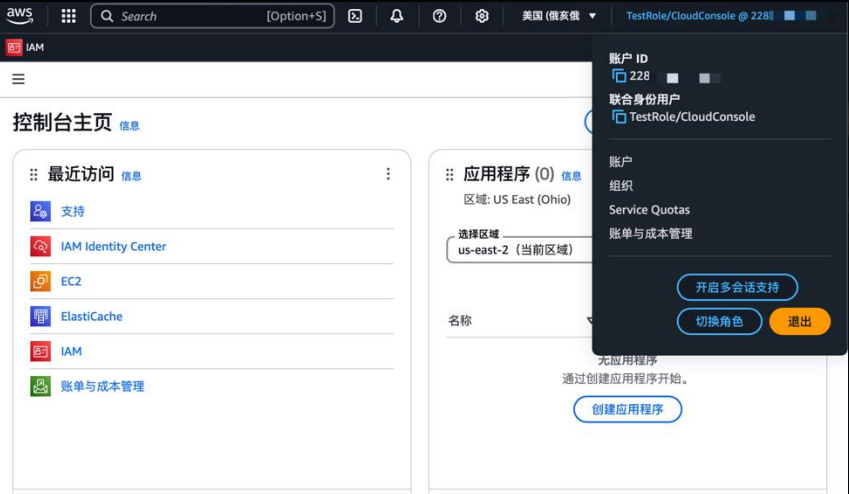 aws
Search
[Option+S]
美国 (俄亥俄
TestRole/CloudConsole @ 228
IAM
账户 ID
228
联合身份用户
TestRole/CloudConsole
账户
组织
Service Quotas
账单与成本管理
开启多会话支持
切换角色
退出
控制台主页 信息
最近访问 信息
支持
IAM Identity Center
EC2
ElastiCache
IAM
账单与成本管理
应用程序 (0) 信息
区域: US East (Ohio)
选择区域
us-east-2（当前区域）
名称
无应用程序
通过创建应用程序开始。
创建应用程序